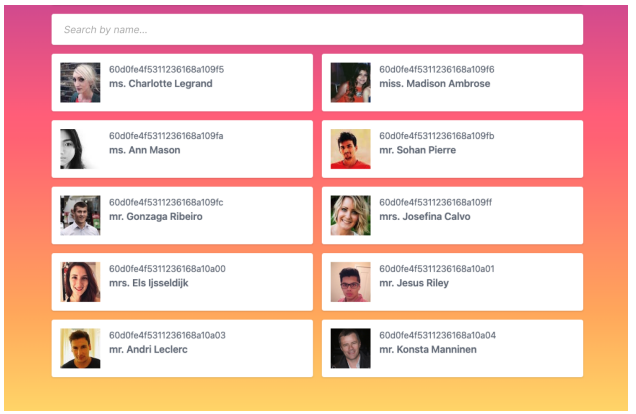 Search by name...
60d0fe4f5311236168a109f5
ms. Charlotte Legrand
60d0fe4f5311236168a109f6
miss. Madison Ambrose
60d0fe4f5311236168a109fa
ms. Ann Mason
60d0fe4f5311236168a109fb
mr. Sohan Pierre
60d0fe4f5311236168a109fc
mr. Gonzaga Ribeiro
60d0fe4f5311236168a109ff
mrs. Josefina Calvo
60d0fe4f5311236168a10a00
mrs. Els Ijsseldijk
60d0fe4f5311236168a10a01
mr. Jesus Riley
60d0fe4f5311236168a10a03
mr. Andri Leclerc
60d0fe4f5311236168a10a04
mr. Konsta Manninen